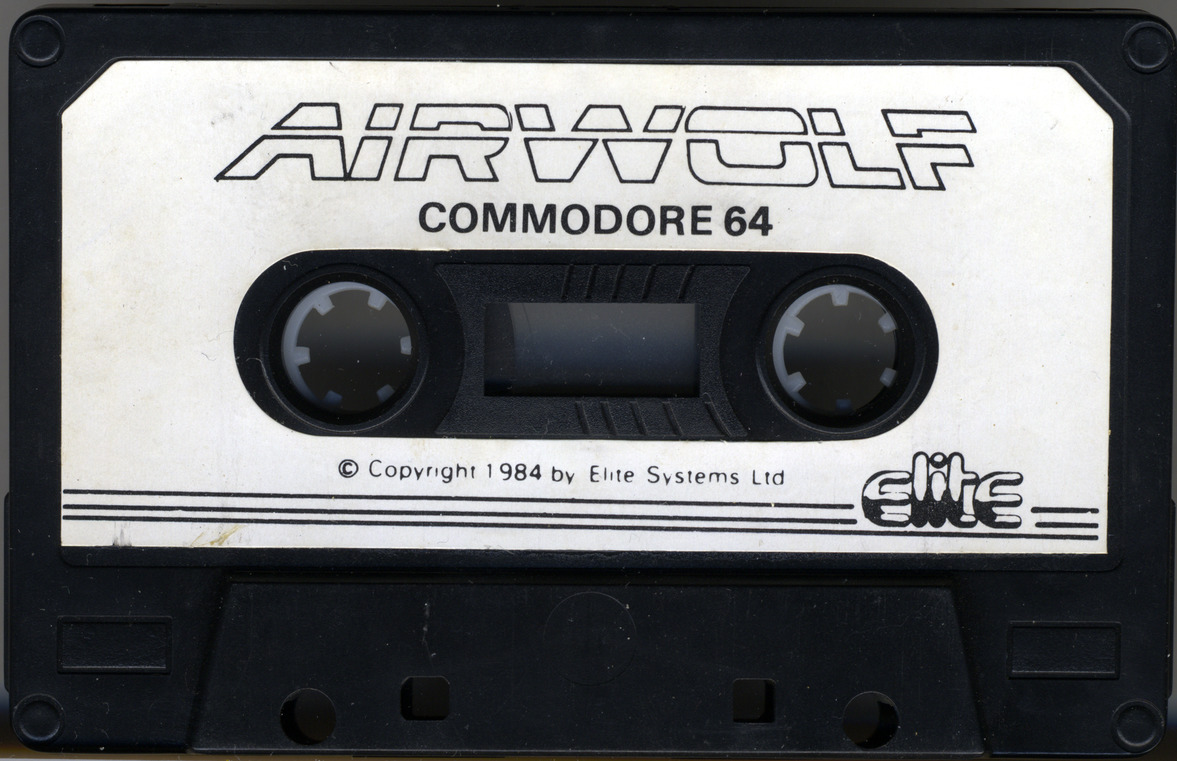 AIRWOLF
COMMODORE 64
© Copyright 1984 by Elite Systems Ltd
elite